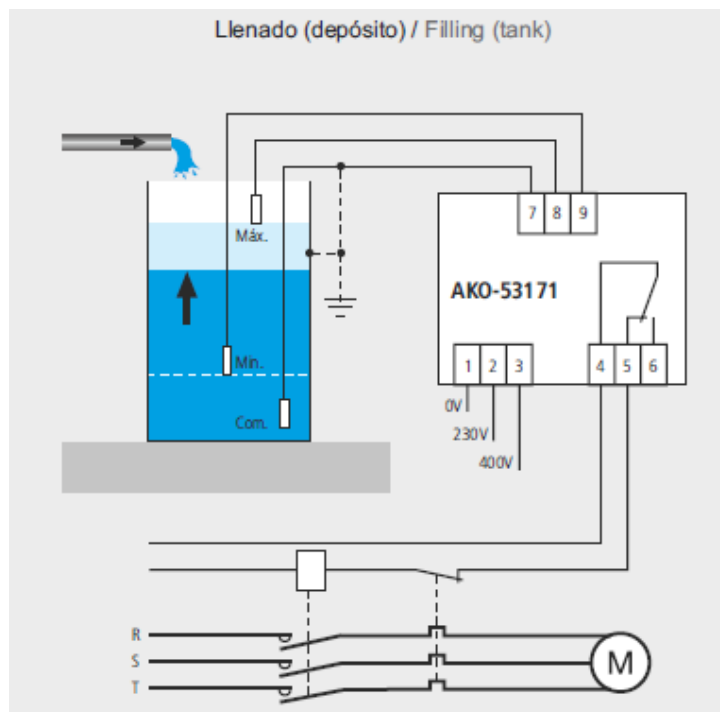 Llenado (depósito) / Filling (tank)
Máx.
Mín.
Com.
7 8 9
AKO-53171
1 2 3
4 5 6
0V
230V
400V
R
S
T
M